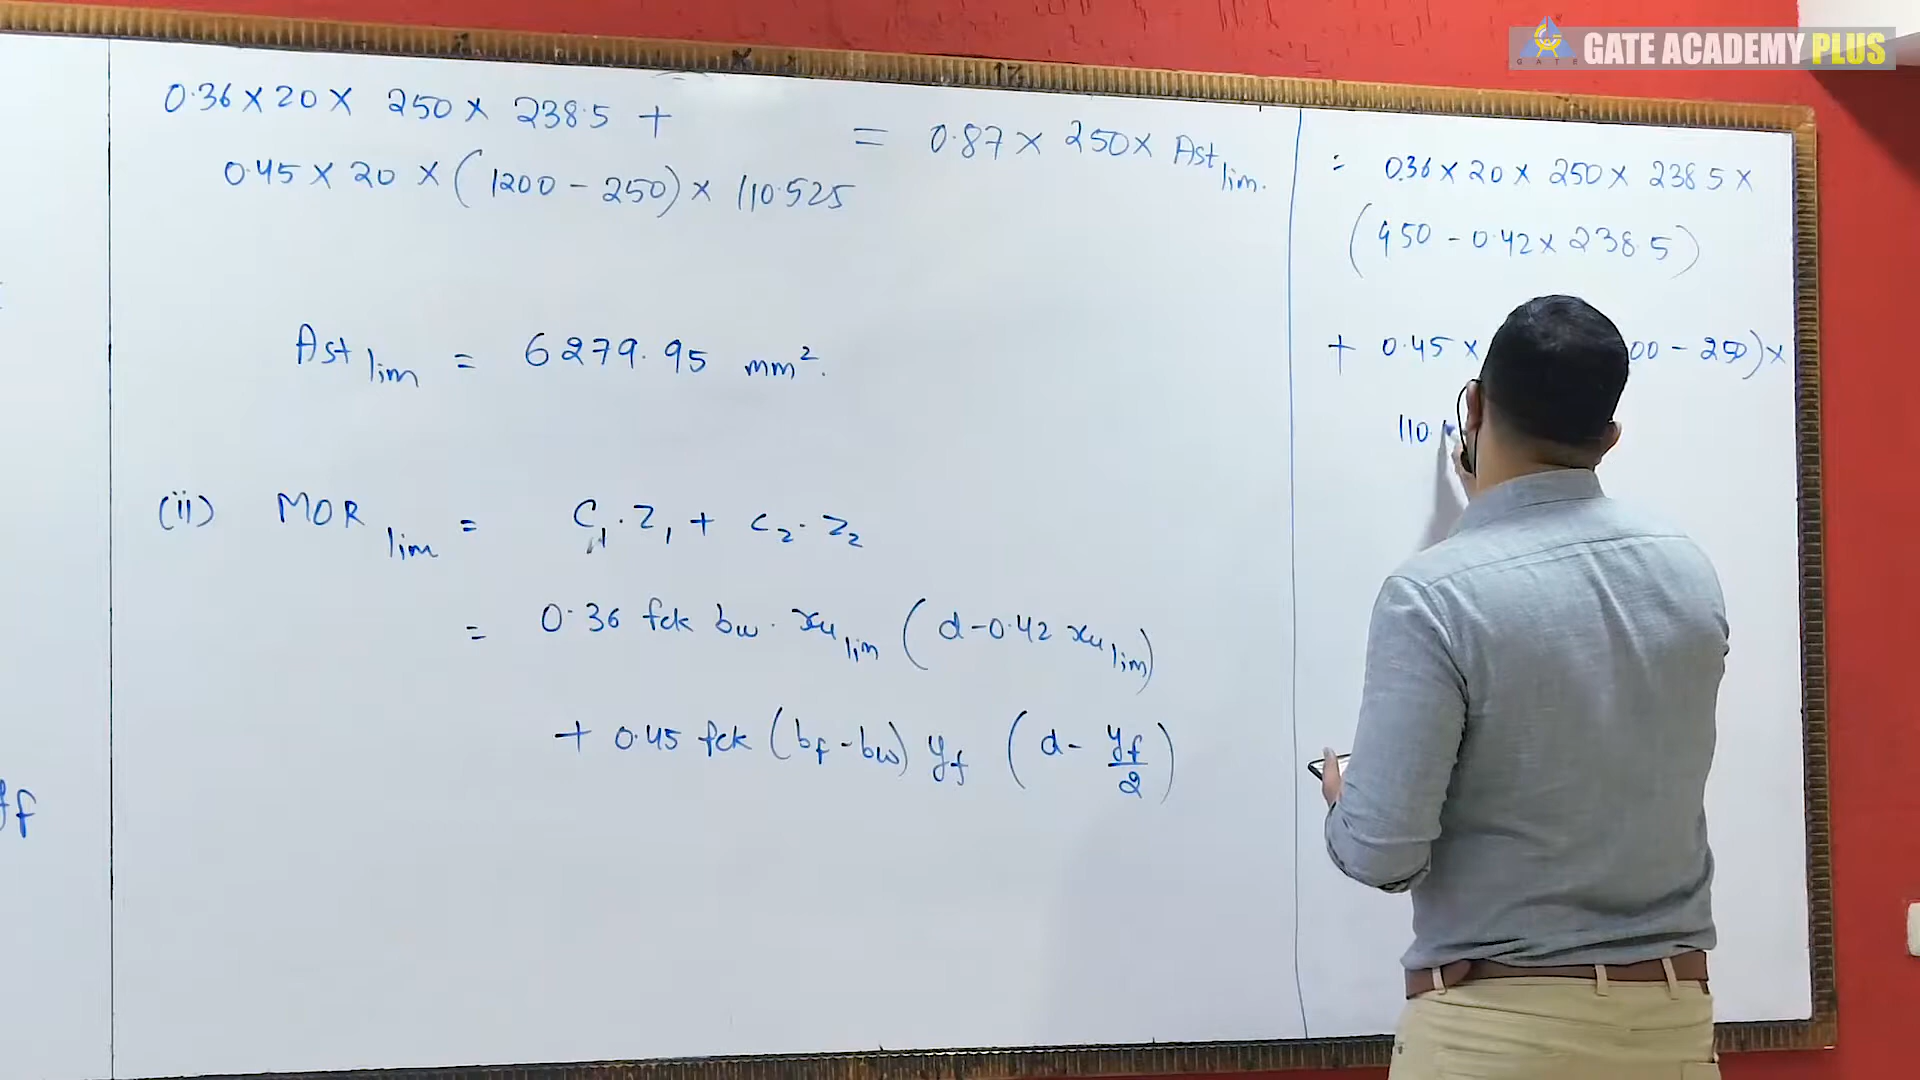 GATE ACADEMY PLUS
0.36 × 20 × 250 × 238.5 +
0.45 × 20 × (1200 - 250) × 110.525
= 0.87 × 250 × Ast lim.
Ast lim = 6279.95 mm².
(ii) MOR lim = C₁.Z₁ + C₂.Z₂
= 0.36 fck bw. xu lim (d-0.42 xu lim)
+ 0.45 fck (bf-bw) yf (d- yf/2)
= 0.36 × 20 × 250 × 238.5 ×
(450 - 0.42 × 238.5)
+ 0.45 × 00 - 250) ×
110.
yf